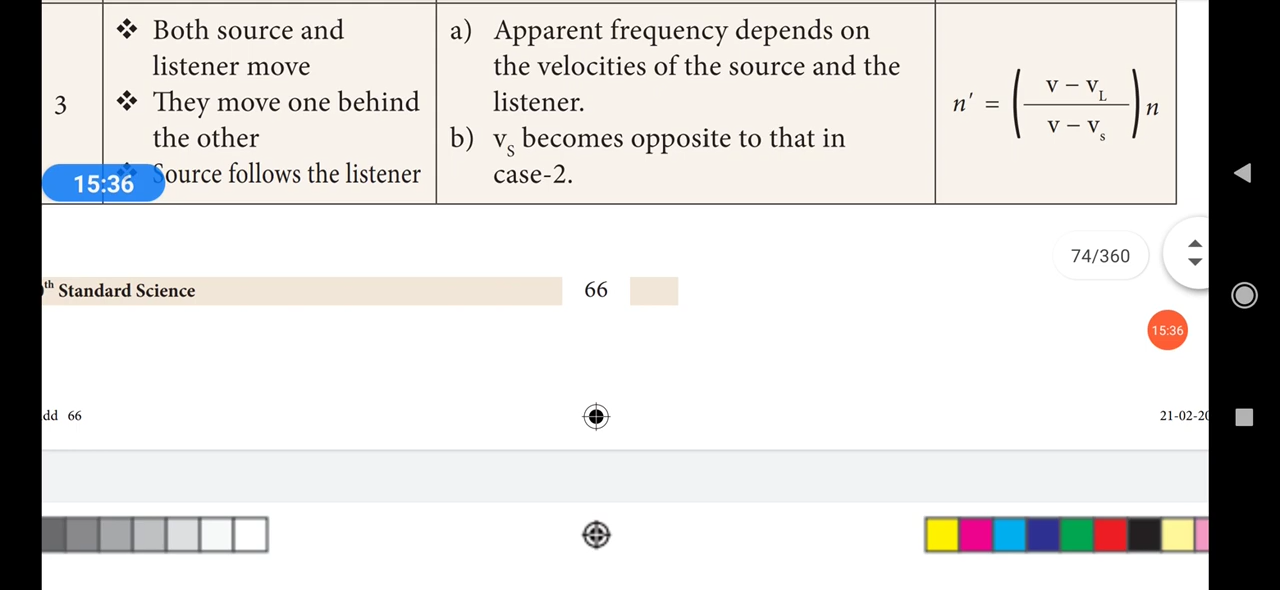 3
❖ Both source and
listener move
❖ They move one behind
the other
❖ Source follows the listener
a) Apparent frequency depends on
the velocities of the source and the
listener.
b) vs becomes opposite to that in
case-2.
n′ = ( v − vL / v − vs ) n
15:36
74/360
th Standard Science
66
15:36
dd 66
21-02-20